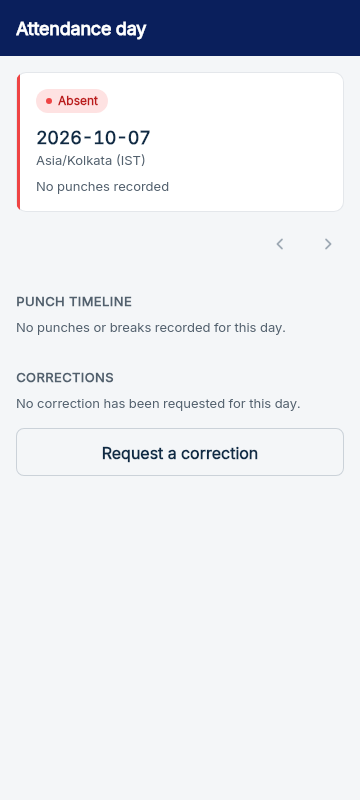 Attendance day
Absent
2026-10-07
Asia/Kolkata (IST)
No punches recorded
PUNCH TIMELINE
No punches or breaks recorded for this day.
CORRECTIONS
No correction has been requested for this day.
Request a correction